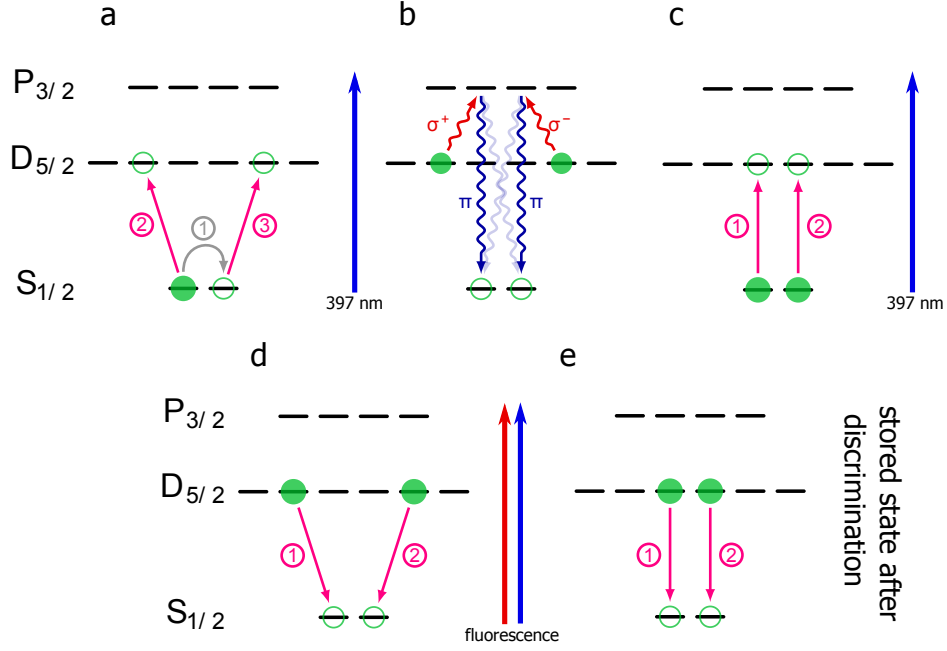 a
b
c
P3/2
D5/2
S1/2
2
1
3
397 nm
σ+
σ−
π
π
1
2
397 nm
d
e
P3/2
D5/2
S1/2
1
2
fluorescence
1
2
stored state after
discrimination